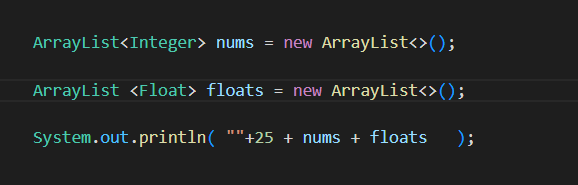 ArrayList<Integer> nums = new ArrayList<>();
ArrayList <Float> floats = new ArrayList<>();
System.out.println( ""+25 + nums + floats   );